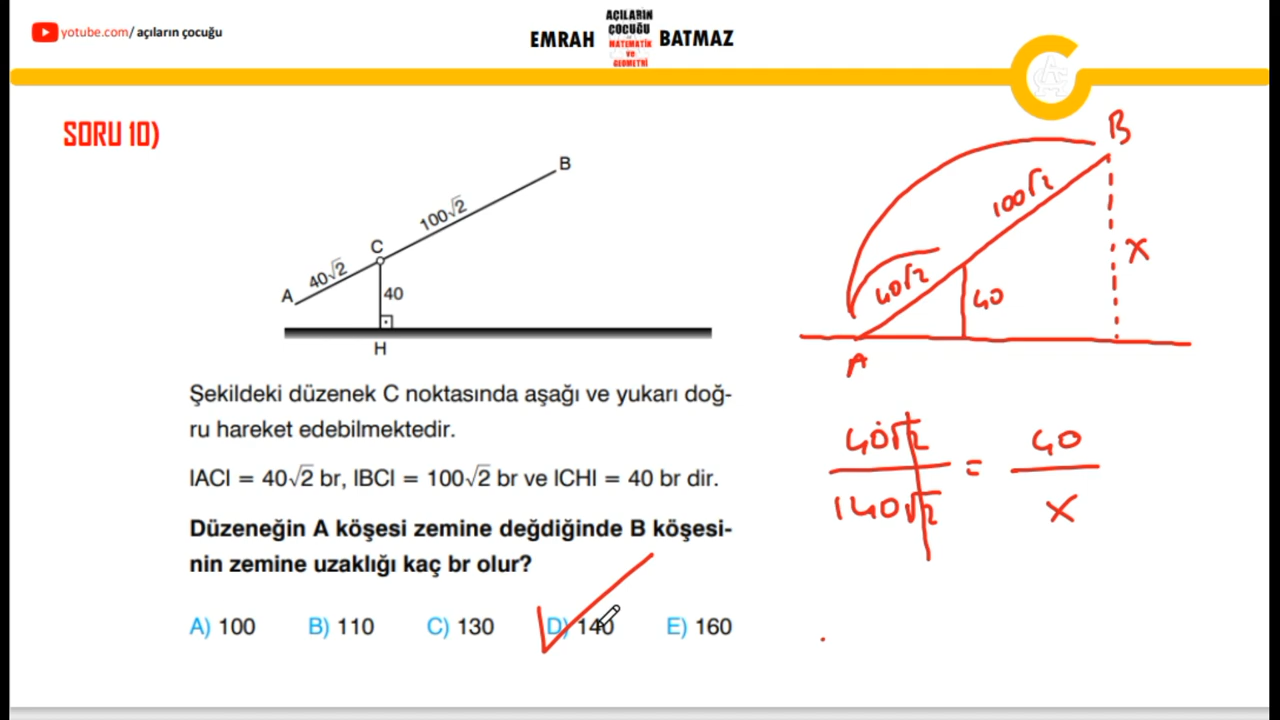 yotube.com/ açıların çocuğu
EMRAH
AÇILARIN
ÇOCUĞU
MATEMATİK
ve
GEOMETRİ
BATMAZ
SORU 10)
B
100√2
C
40√2
A
40
H
Şekildeki düzenek C noktasında aşağı ve yukarı doğ-
ru hareket edebilmektedir.
IACI = 40√2 br, IBCI = 100√2 br ve ICHI = 40 br dir.
Düzeneğin A köşesi zemine değdiğinde B köşesi-
nin zemine uzaklığı kaç br olur?
A) 100 B) 110 C) 130 D) 140 E) 160
B
100√2
x
40√2
40
A
40√2 = 40
140√2 x